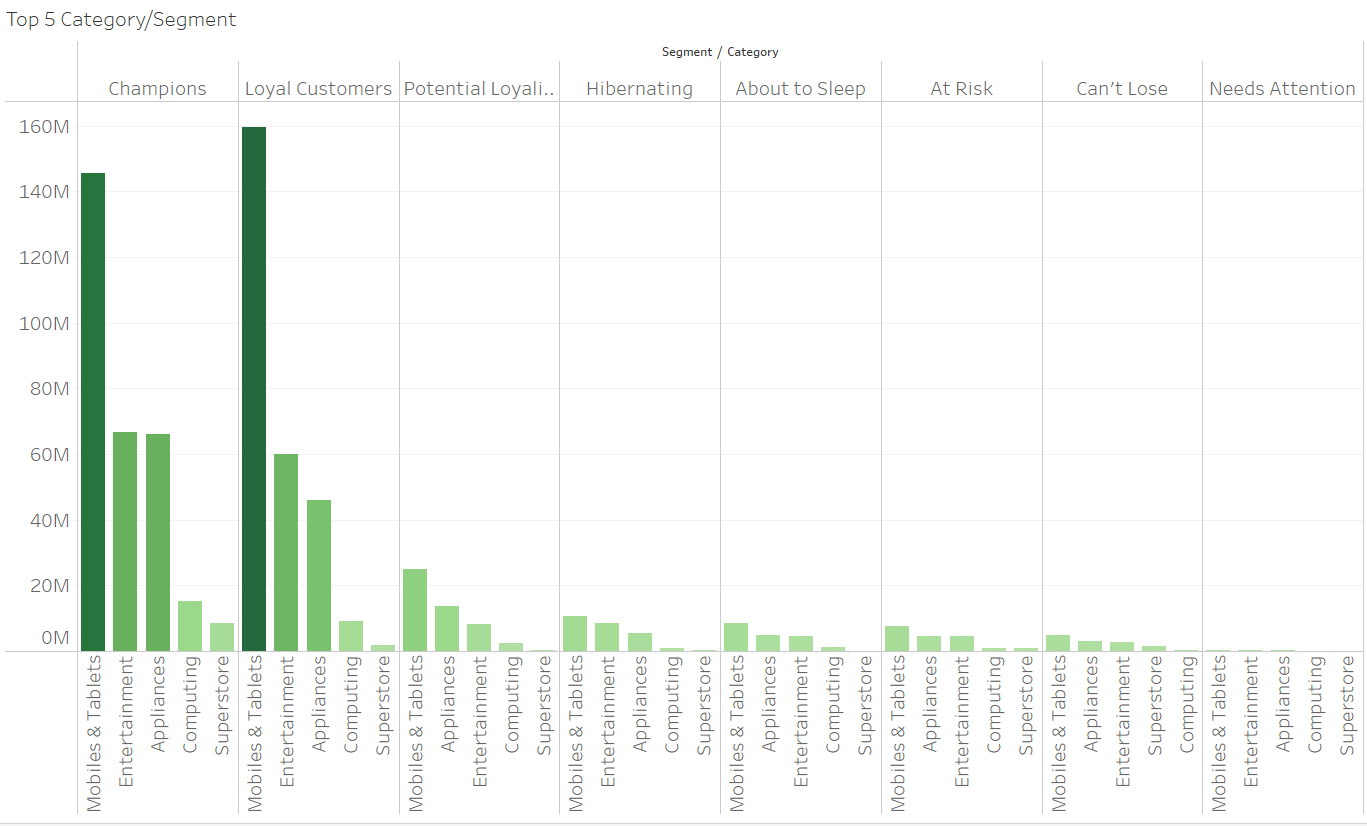 Top 5 Category/Segment
Segment / Category
Champions
Loyal Customers
Potential Loyali..
Hibernating
About to Sleep
At Risk
Can't Lose
Needs Attention
160M
140M
120M
100M
80M
60M
40M
20M
0M
Mobiles & Tablets
Entertainment
Appliances
Computing
Superstore
Mobiles & Tablets
Entertainment
Appliances
Computing
Superstore
Mobiles & Tablets
Appliances
Entertainment
Computing
Superstore
Mobiles & Tablets
Entertainment
Appliances
Computing
Superstore
Mobiles & Tablets
Appliances
Entertainment
Computing
Superstore
Mobiles & Tablets
Appliances
Entertainment
Computing
Superstore
Mobiles & Tablets
Appliances
Entertainment
Superstore
Computing
Mobiles & Tablets
Entertainment
Appliances
Computing
Superstore